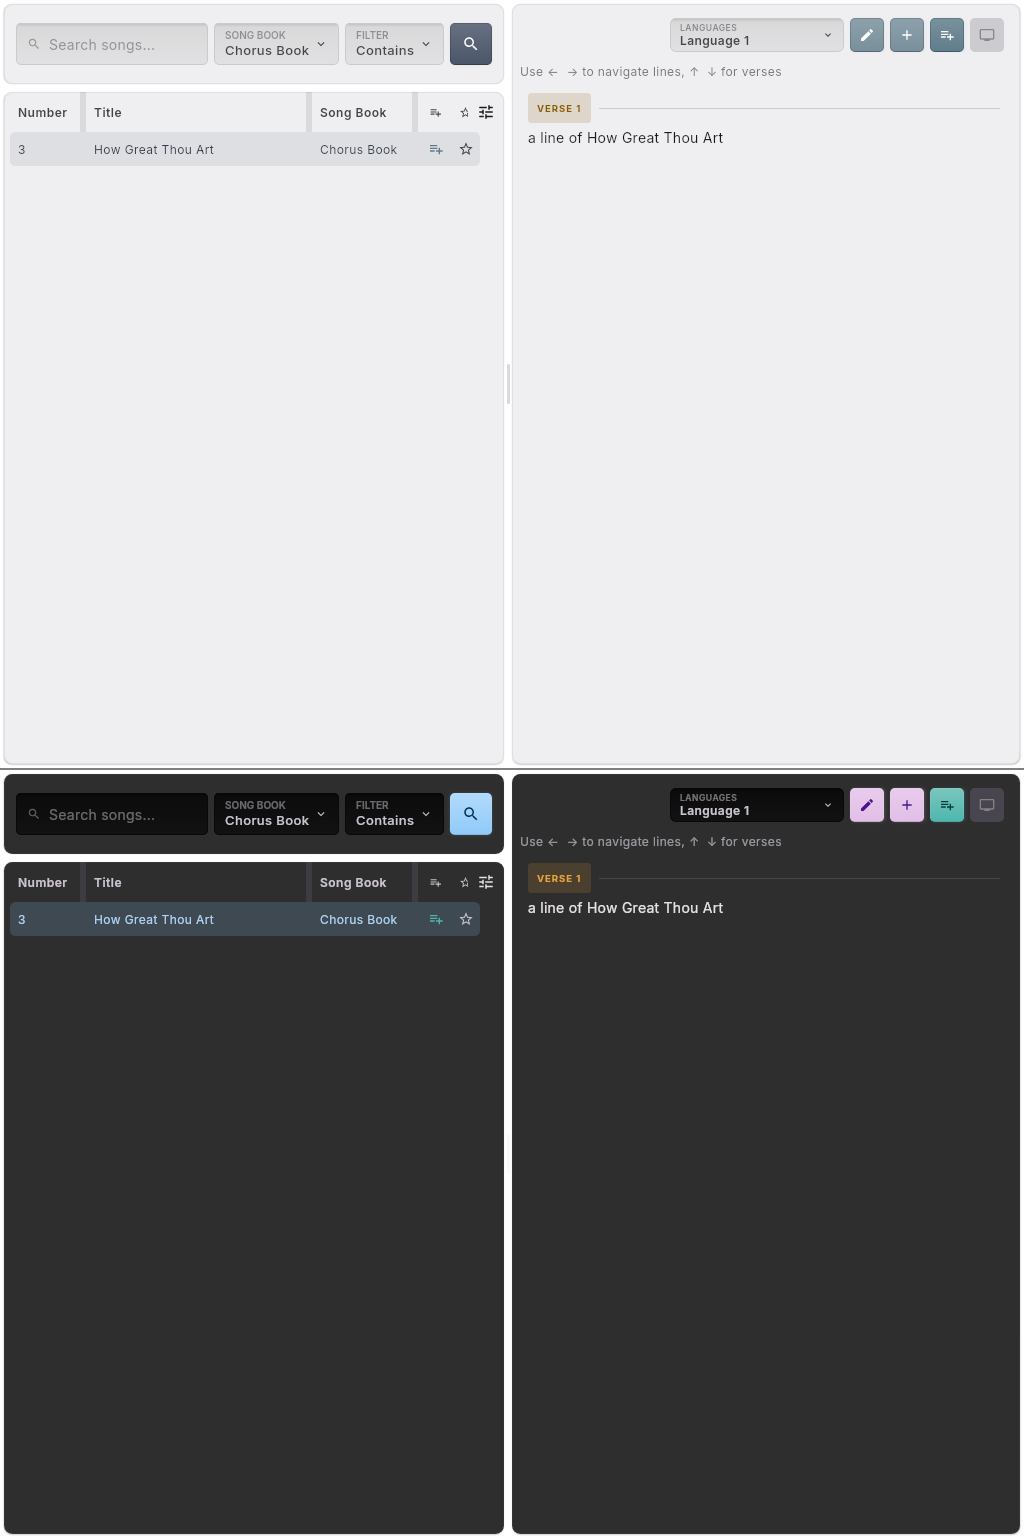 Search songs...
SONG BOOK
Chorus Book
FILTER
Contains
Number Title Song Book
3 How Great Thou Art Chorus Book
LANGUAGES
Language 1
Use ← → to navigate lines, ↑ ↓ for verses
VERSE 1
a line of How Great Thou Art
Search songs...
SONG BOOK
Chorus Book
FILTER
Contains
Number Title Song Book
3 How Great Thou Art Chorus Book
LANGUAGES
Language 1
Use ← → to navigate lines, ↑ ↓ for verses
VERSE 1
a line of How Great Thou Art